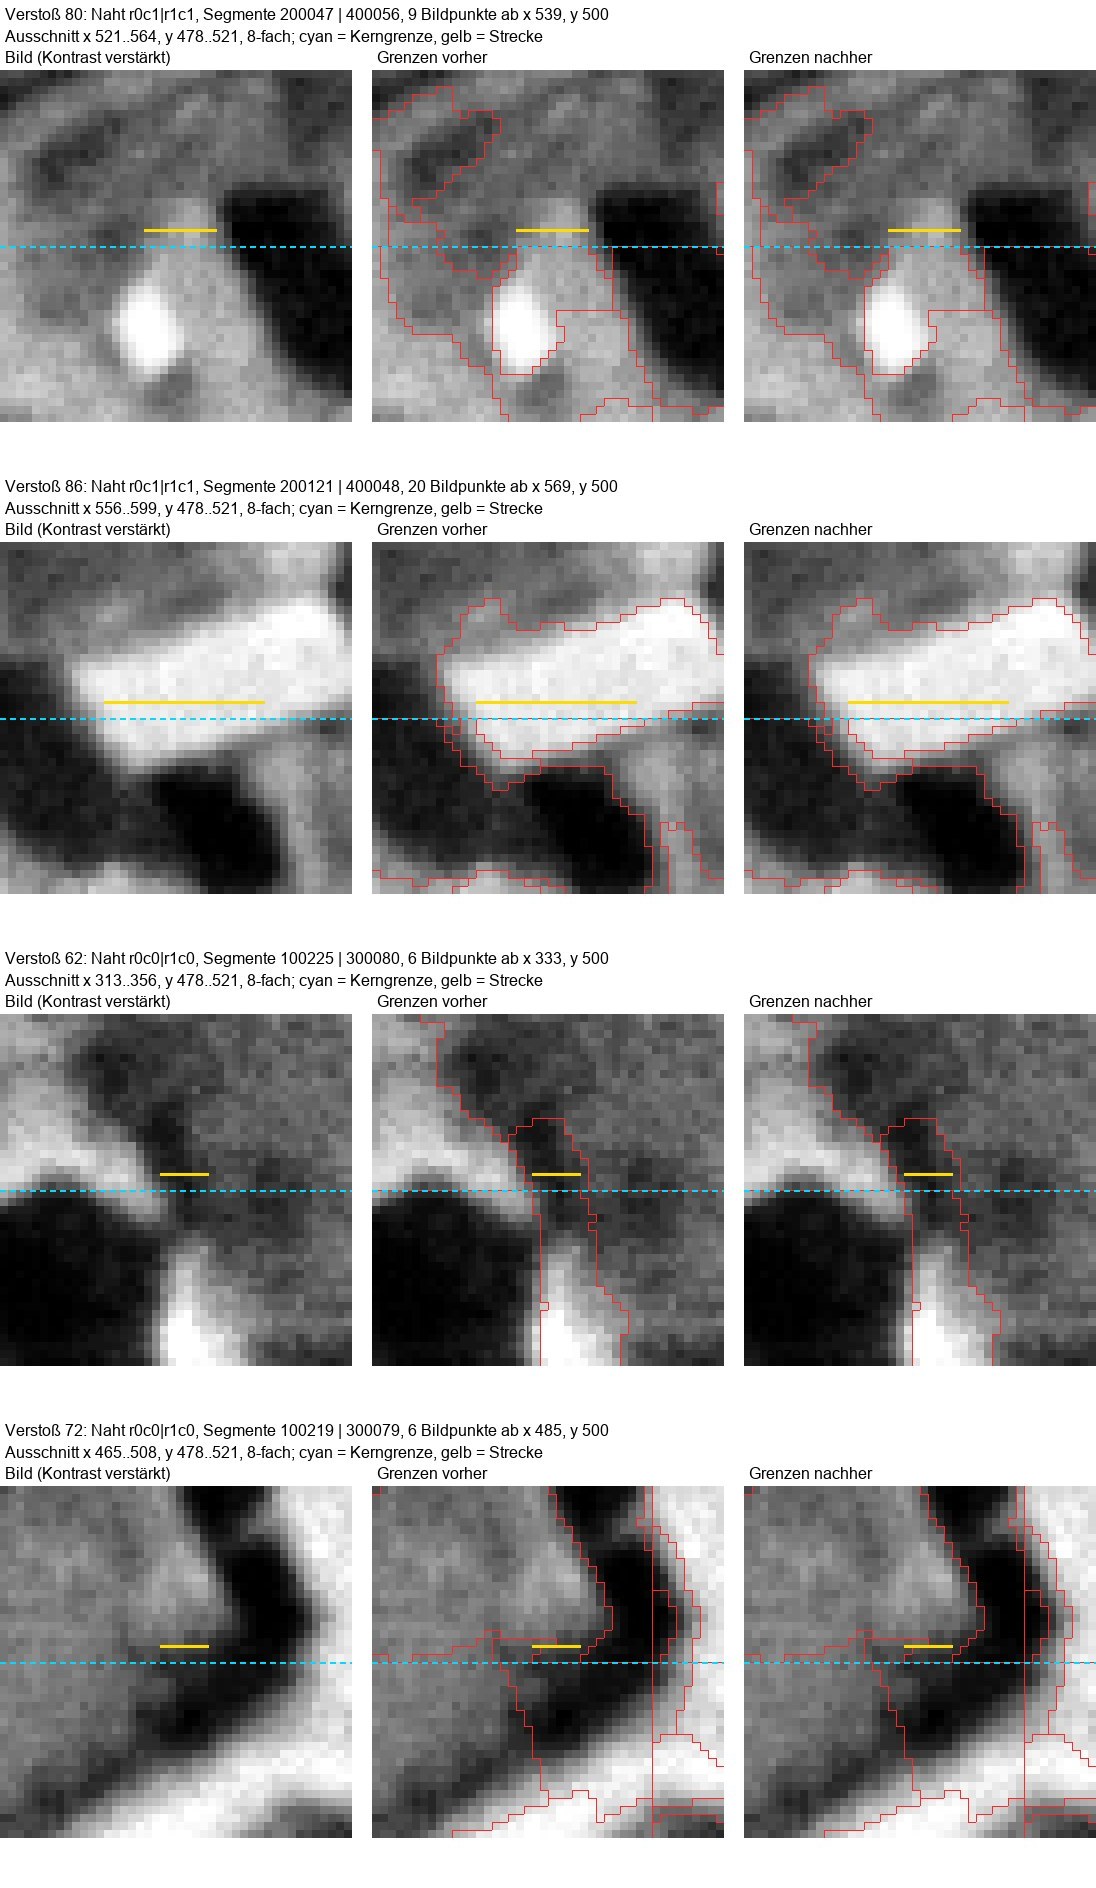 Verstoß 80: Naht r0c1|r1c1, Segmente 200047 | 400056, 9 Bildpunkte ab x 539, y 500
Ausschnitt x 521..564, y 478..521, 8-fach; cyan = Kerngrenze, gelb = Strecke
Bild (Kontrast verstärkt) Grenzen vorher Grenzen nachher
Verstoß 86: Naht r0c1|r1c1, Segmente 200121 | 400048, 20 Bildpunkte ab x 569, y 500
Ausschnitt x 556..599, y 478..521, 8-fach; cyan = Kerngrenze, gelb = Strecke
Bild (Kontrast verstärkt) Grenzen vorher Grenzen nachher
Verstoß 62: Naht r0c0|r1c0, Segmente 100225 | 300080, 6 Bildpunkte ab x 333, y 500
Ausschnitt x 313..356, y 478..521, 8-fach; cyan = Kerngrenze, gelb = Strecke
Bild (Kontrast verstärkt) Grenzen vorher Grenzen nachher
Verstoß 72: Naht r0c0|r1c0, Segmente 100219 | 300079, 6 Bildpunkte ab x 485, y 500
Ausschnitt x 465..508, y 478..521, 8-fach; cyan = Kerngrenze, gelb = Strecke
Bild (Kontrast verstärkt) Grenzen vorher Grenzen nachher